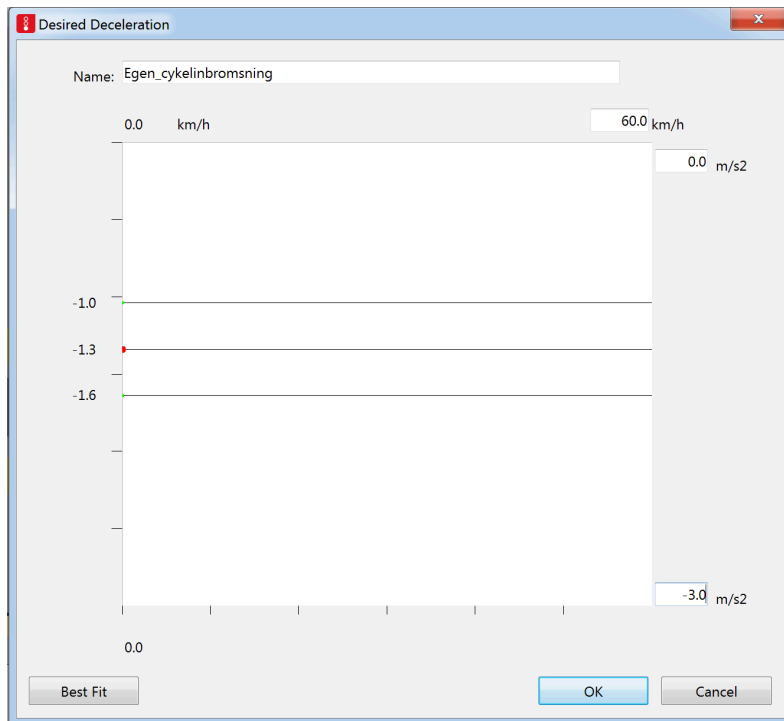 Desired Deceleration
Name: Egen_cykelinbromsning
0.0 km/h 60.0 km/h
0.0 m/s2
-1.0
-1.3
-1.6
-3.0 m/s2
0.0
Best Fit OK Cancel